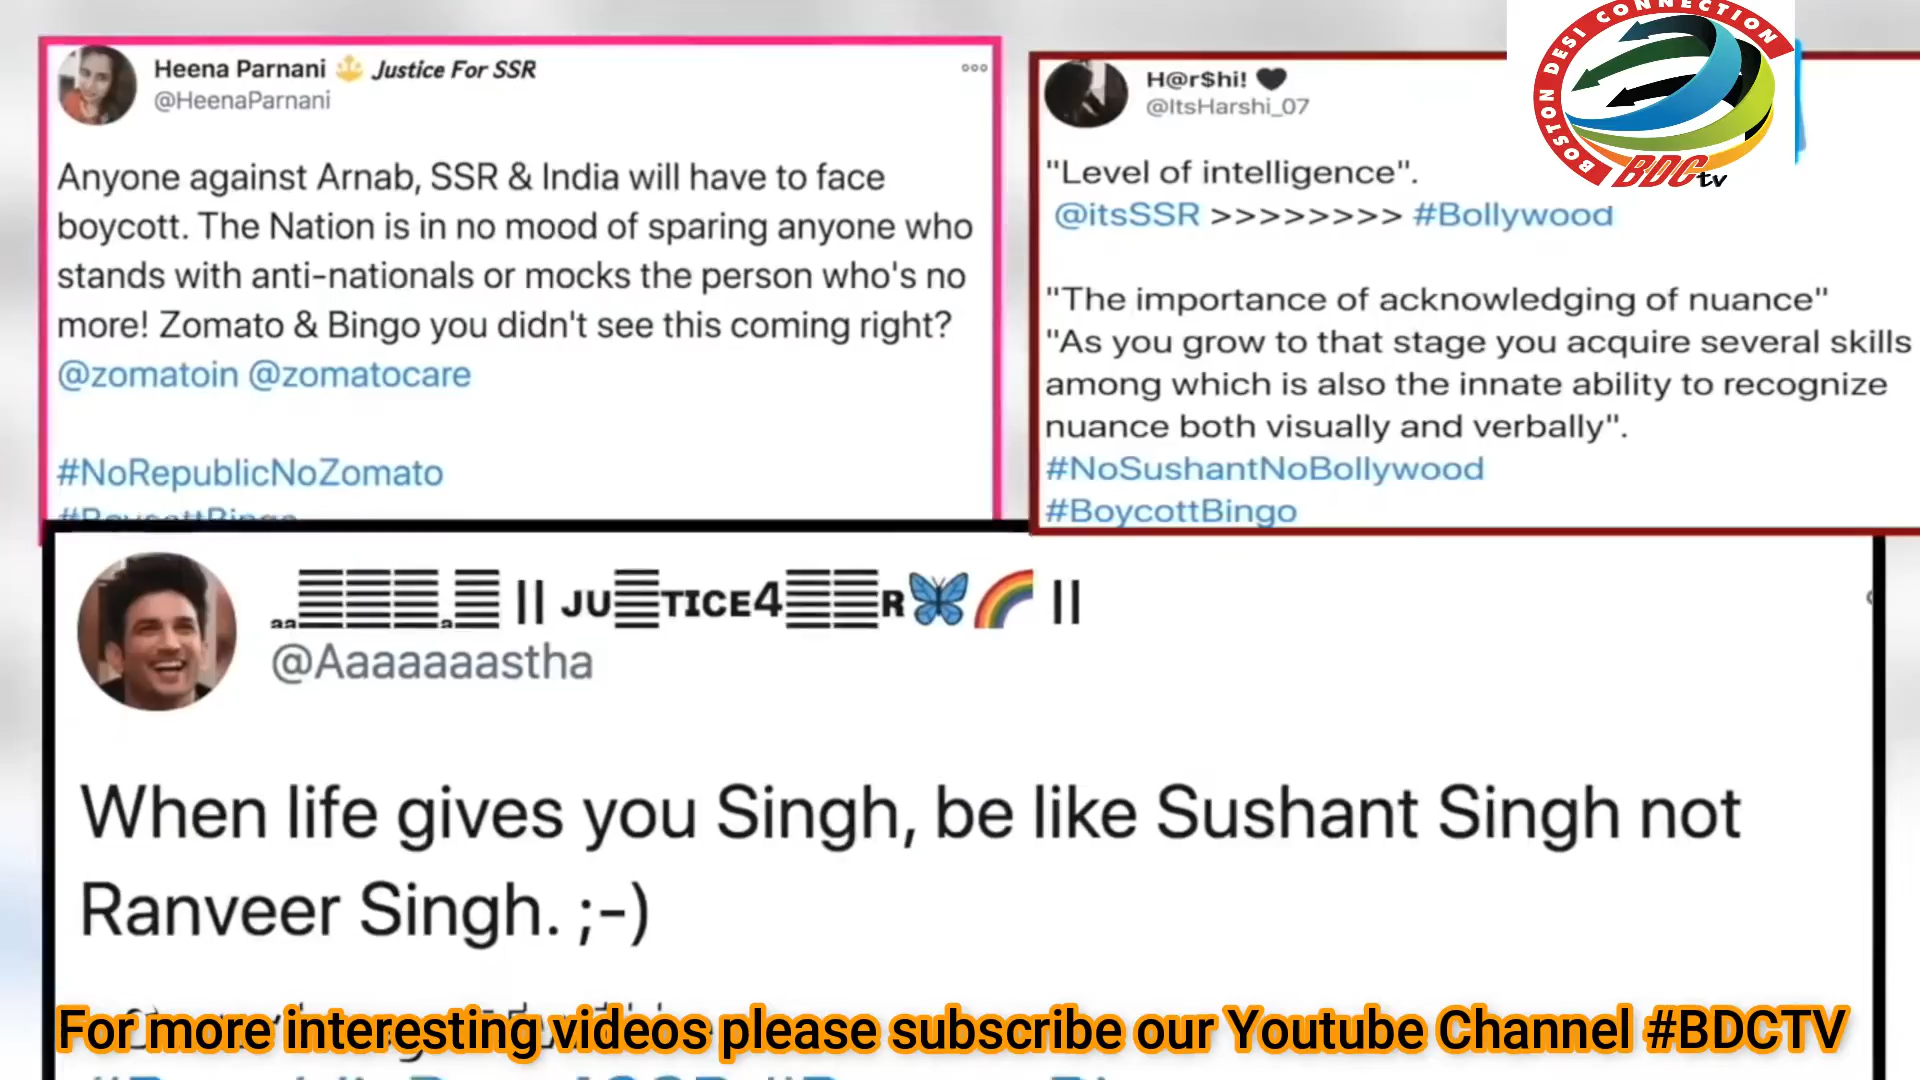 Heena Parnani Justice For SSR
@HeenaParnani
Anyone against Arnab, SSR & India will have to face
boycott. The Nation is in no mood of sparing anyone who
stands with anti-nationals or mocks the person who's no
more! Zomato & Bingo you didn't see this coming right?
@zomatoin @zomatocare
#NoRepublicNoZomato
#BoycottBingo
H@r$hi! 🖤
@ItsHarshi_07
"Level of intelligence".
@itsSSR >>>>>>>> #Bollywood
"The importance of acknowledging of nuance"
"As you grow to that stage you acquire several skills
among which is also the innate ability to recognize
nuance both visually and verbally".
#NoSushantNoBollywood
#BoycottBingo
BOSTON DESI CONNECTION
BDCtv
@Aaaaaaastha
When life gives you Singh, be like Sushant Singh not
Ranveer Singh. ;-)
For more interesting videos please subscribe our Youtube Channel #BDCTV